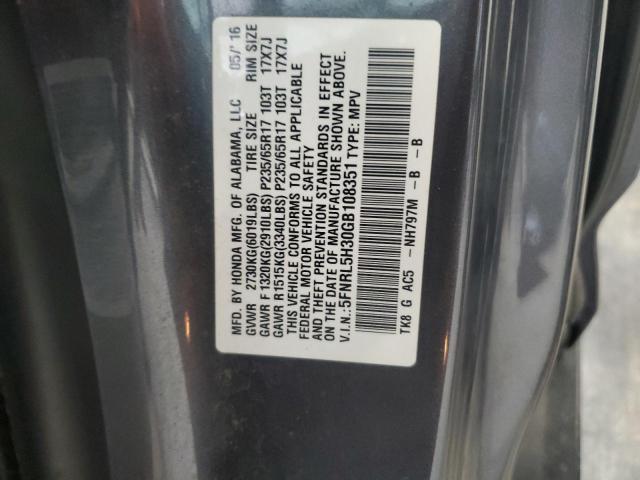 MFD. BY HONDA MFG. OF ALABAMA, LLC 05/'16
GVWR 2730KG(6019LBS) TIRE SIZE RIM SIZE
GAWR F 1320KG(2910LBS) P235/65R17 103T 17X7J
GAWR R1515KG(3340LBS) P235/65R17 103T 17X7J
THIS VEHICLE CONFORMS TO ALL APPLICABLE
FEDERAL MOTOR VEHICLE SAFETY
AND THEFT PREVENTION STANDARDS IN EFFECT
ON THE DATE OF MANUFACTURE SHOWN ABOVE.
V.I.N.:5FNRL5H30GB108351 TYPE: MPV
TK8 G AC5 -NH797M -B -B